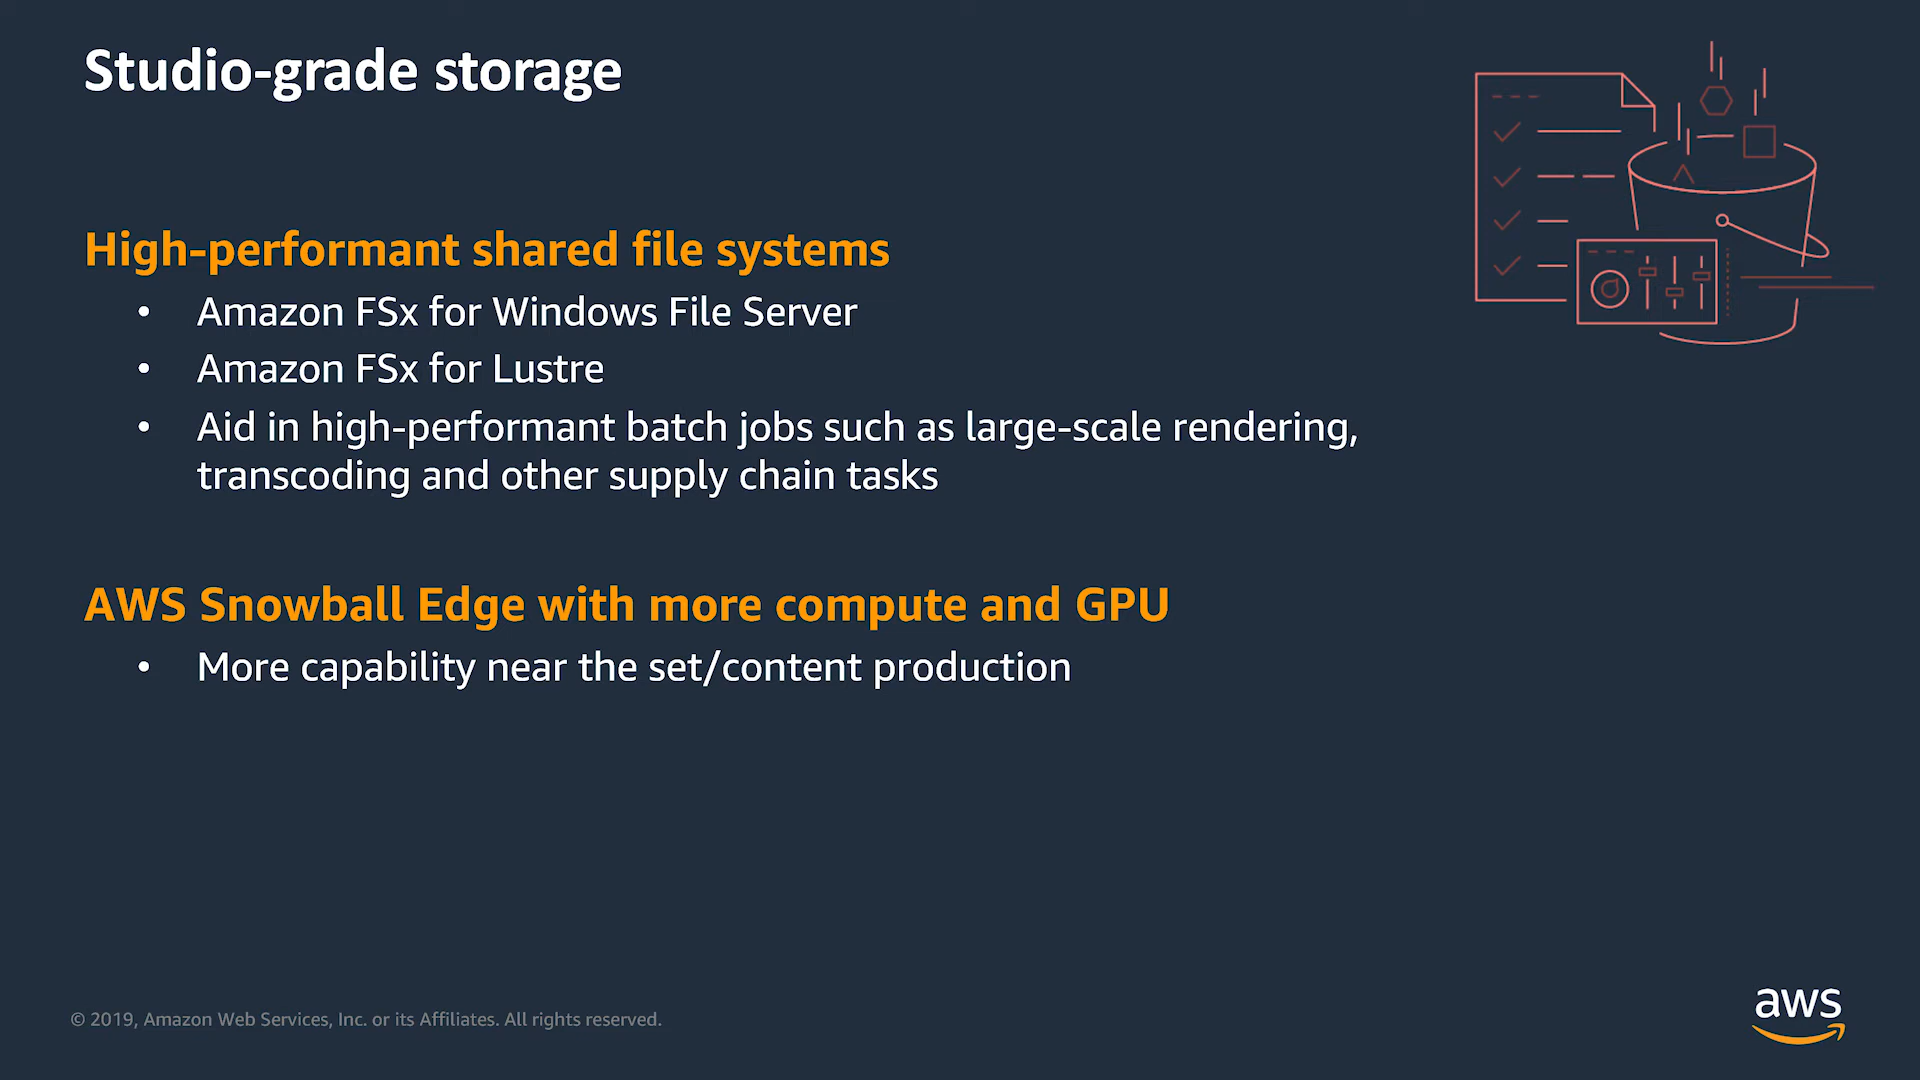 Studio-grade storage
High-performant shared file systems
• Amazon FSx for Windows File Server
• Amazon FSx for Lustre
• Aid in high-performant batch jobs such as large-scale rendering,
transcoding and other supply chain tasks
AWS Snowball Edge with more compute and GPU
• More capability near the set/content production
© 2019, Amazon Web Services, Inc. or its Affiliates. All rights reserved.
aws